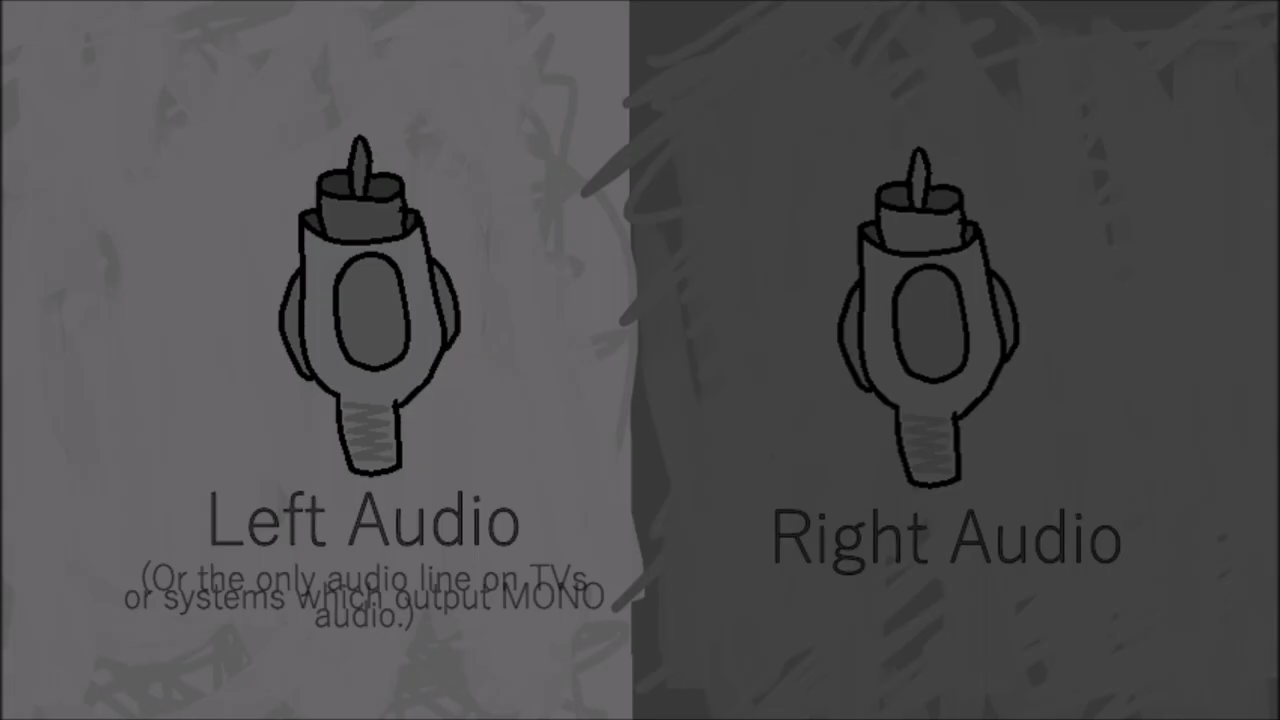 Left Audio
(Or the only audio line on TVs
or systems which output MONO
audio.)
Right Audio